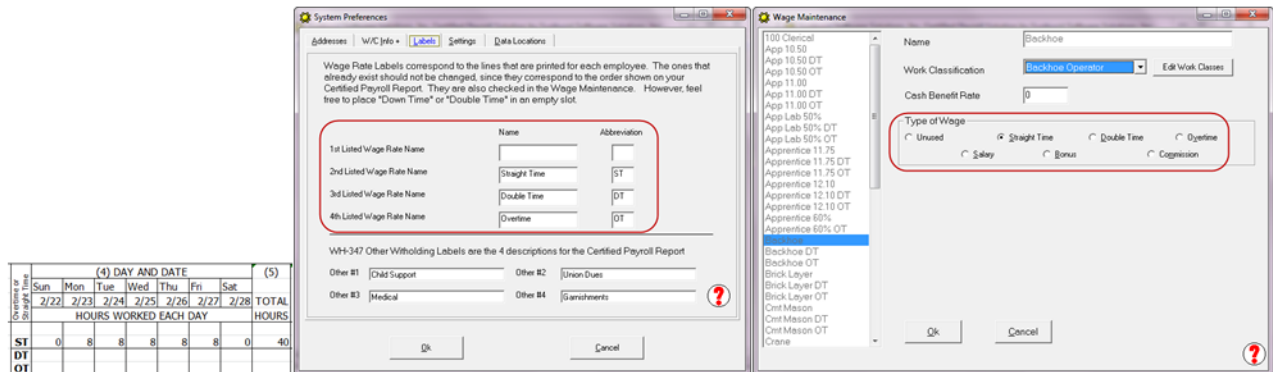 System Preferences
Addresses W/C Info + Labels Settings Data Locations
Wage Rate Labels correspond to the lines that are printed for each employee. The ones that
already exist should not be changed, since they correspond to the order shown on your
Certified Payroll Report. They are also checked in the Wage Maintenance. However, feel
free to place "Down Time" or "Double Time" in an empty slot.
Name Abbreviation
1st Listed Wage Rate Name
2nd Listed Wage Rate Name Straight Time ST
3rd Listed Wage Rate Name Double Time DT
4th Listed Wage Rate Name Overtime OT
WH-347 Other Witholding Labels are the 4 descriptions for the Certified Payroll Report
Other #1 Child Support Other #2 Union Dues
Other #3 Medical Other #4 Garnishments
?
Ok Cancel
Wage Maintenance
100 Clerical
App 10.50
App 10.50 DT
App 10.50 OT
App 11.00
App 11.00 DT
App 11.00 OT
App Lab 50%
App Lab 50% DT
App Lab 50% OT
Apprentice 11.75
Apprentice 11.75 DT
Apprentice 11.75 OT
Apprentice 12.10
Apprentice 12.10 DT
Apprentice 12.10 OT
Apprentice 60%
Apprentice 60% OT
Backhoe
Backhoe DT
Backhoe OT
Brick Layer
Brick Layer DT
Brick Layer OT
Cmt Mason
Cmt Mason DT
Cmt Mason OT
Crane
Name Backhoe
Work Classification Backhoe Operator Edit Work Classes
Cash Benefit Rate 0
Type of Wage
Unused Straight Time Double Time Overtime
Salary Bonus Commission
Ok Cancel
?
Overtime or
Straight Time
(4) DAY AND DATE (5)
Sun Mon Tue Wed Thu Fri Sat
2/22 2/23 2/24 2/25 2/26 2/27 2/28 TOTAL
HOURS WORKED EACH DAY HOURS
ST 0 8 8 8 8 8 0 40
DT
OT